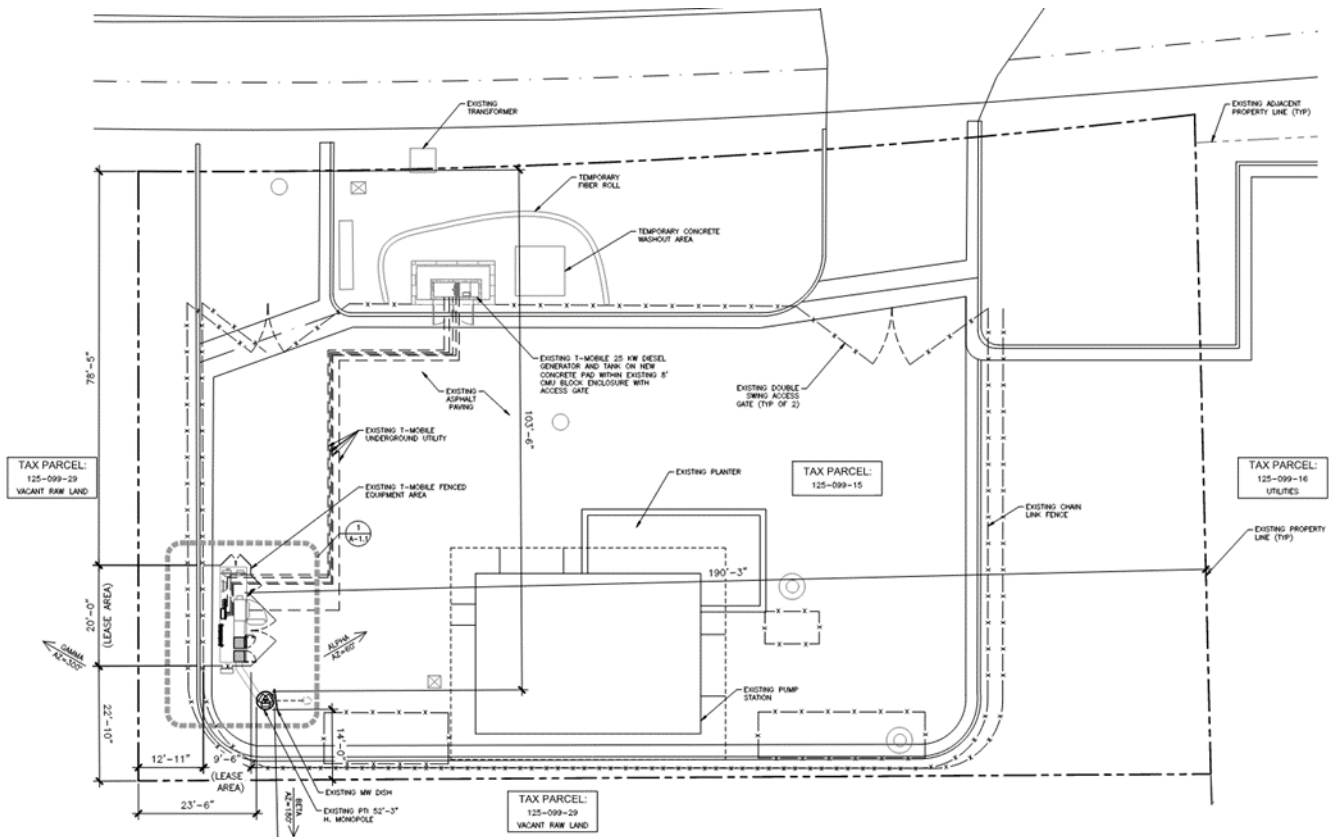 EXISTING
TRANSFORMER
EXISTING ADJACENT
PROPERTY LINE (TYP)
TEMPORARY
FIBER ROLL
TEMPORARY CONCRETE
WASHOUT AREA
78'-5"
EXISTING T-MOBILE 25 KW DIESEL
GENERATOR AND TANK ON NEW
CONCRETE PAD WITHIN EXISTING 8'
CMU BLOCK ENCLOSURE WITH
ACCESS GATE
EXISTING
ASPHALT
PAVING
103'-6"
EXISTING DOUBLE
SWING ACCESS
GATE (TYP OF 2)
EXISTING T-MOBILE
UNDERGROUND UTILITY
TAX PARCEL:
125-099-29
VACANT RAW LAND
EXISTING T-MOBILE FENCED
EQUIPMENT AREA
EXISTING PLANTER
TAX PARCEL:
125-099-15
TAX PARCEL:
125-099-16
UTILITIES
EXISTING CHAIN
LINK FENCE
EXISTING PROPERTY
LINE (TYP)
1
A-1.1
190'-3"
20'-0"
(LEASE AREA)
GAMMA
AZ=300°
ALPHA
AZ=60°
EXISTING PUMP
STATION
22'-10"
14'-0"
12'-11"
9'-6"
(LEASE
AREA)
23'-6"
BETA
AZ=180°
EXISTING MW DISH
EXISTING PTI 52'-3"
H. MONOPOLE
TAX PARCEL:
125-099-29
VACANT RAW LAND